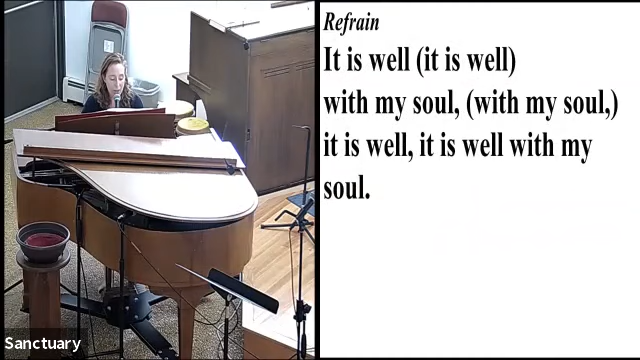 Refrain
It is well (it is well)
with my soul, (with my soul,)
it is well, it is well with my
soul.
Sanctuary